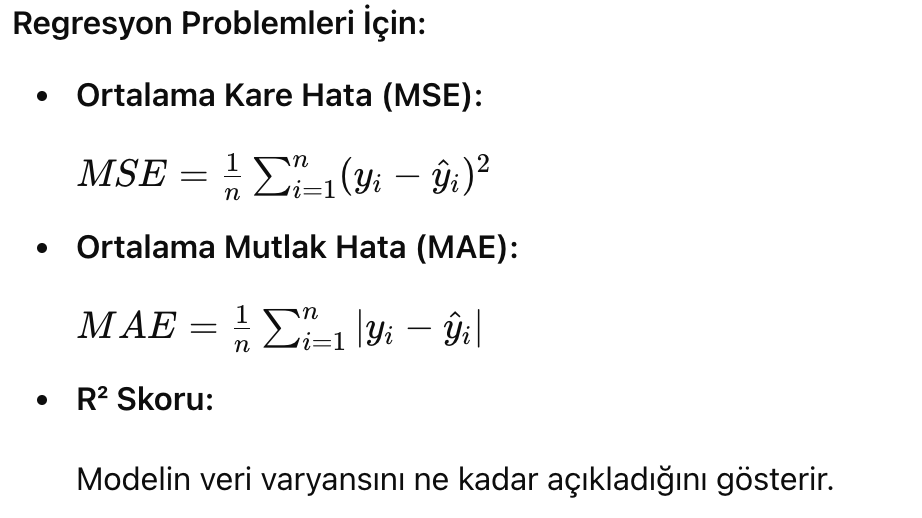 Regresyon Problemleri İçin:
• Ortalama Kare Hata (MSE):
MSE = \frac{1}{n} \sum_{i=1}^{n} (y_i - \hat{y}_i)^2
• Ortalama Mutlak Hata (MAE):
MAE = \frac{1}{n} \sum_{i=1}^{n} |y_i - \hat{y}_i|
• R² Skoru:
Modelin veri varyansını ne kadar açıkladığını gösterir.